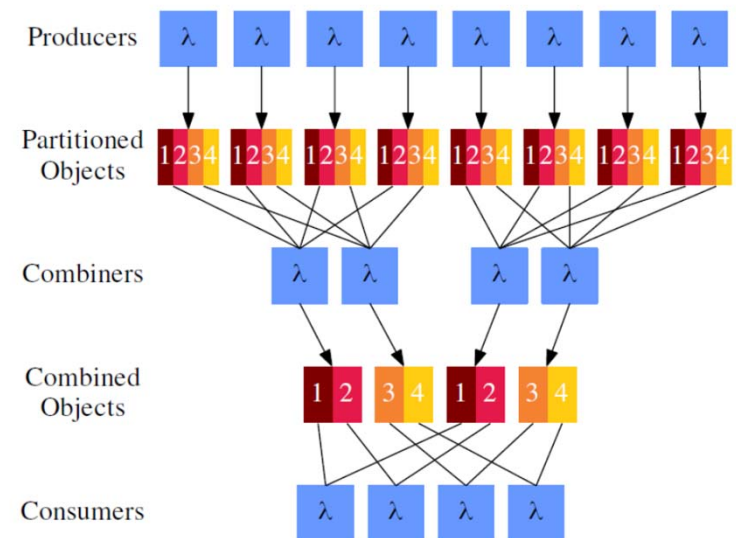 Producers λ λ λ λ λ λ λ λ
Partitioned
Objects
1234 1234 1234 1234 1234 1234 1234 1234
Combiners λ λ λ λ
Combined
Objects
1 2 3 4 1 2 3 4
Consumers λ λ λ λ